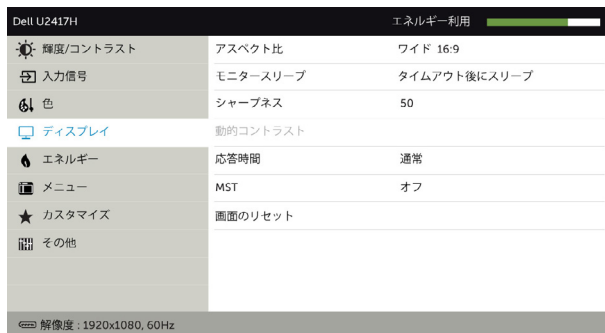 Dell U2417H エネルギー利用
輝度/コントラスト アスペクト比 ワイド 16:9
入力信号 モニタースリープ タイムアウト後にスリープ
色 シャープネス 50
ディスプレイ 動的コントラスト
エネルギー 応答時間 通常
メニュー MST オフ
カスタマイズ 画面のリセット
その他
解像度 : 1920x1080, 60Hz